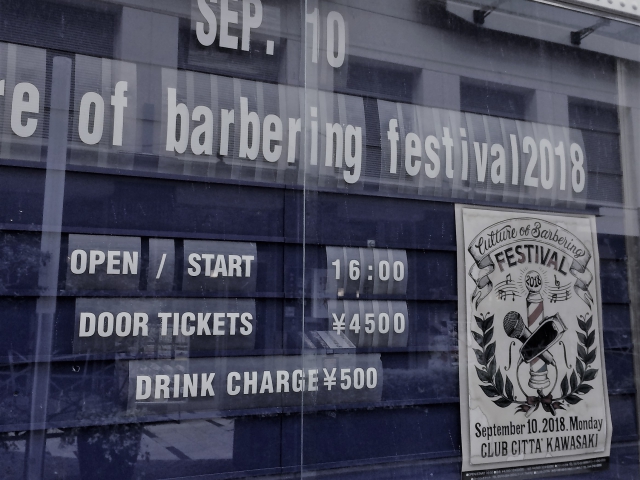 SEP. 10
re of barbering festival2018
OPEN / START 16:00
DOOR TICKETS ¥4500
DRINK CHARGE ¥500
Culture of Barbering
FESTIVAL
2018
September 10. 2018. Monday
CLUB CITTA' KAWASAKI